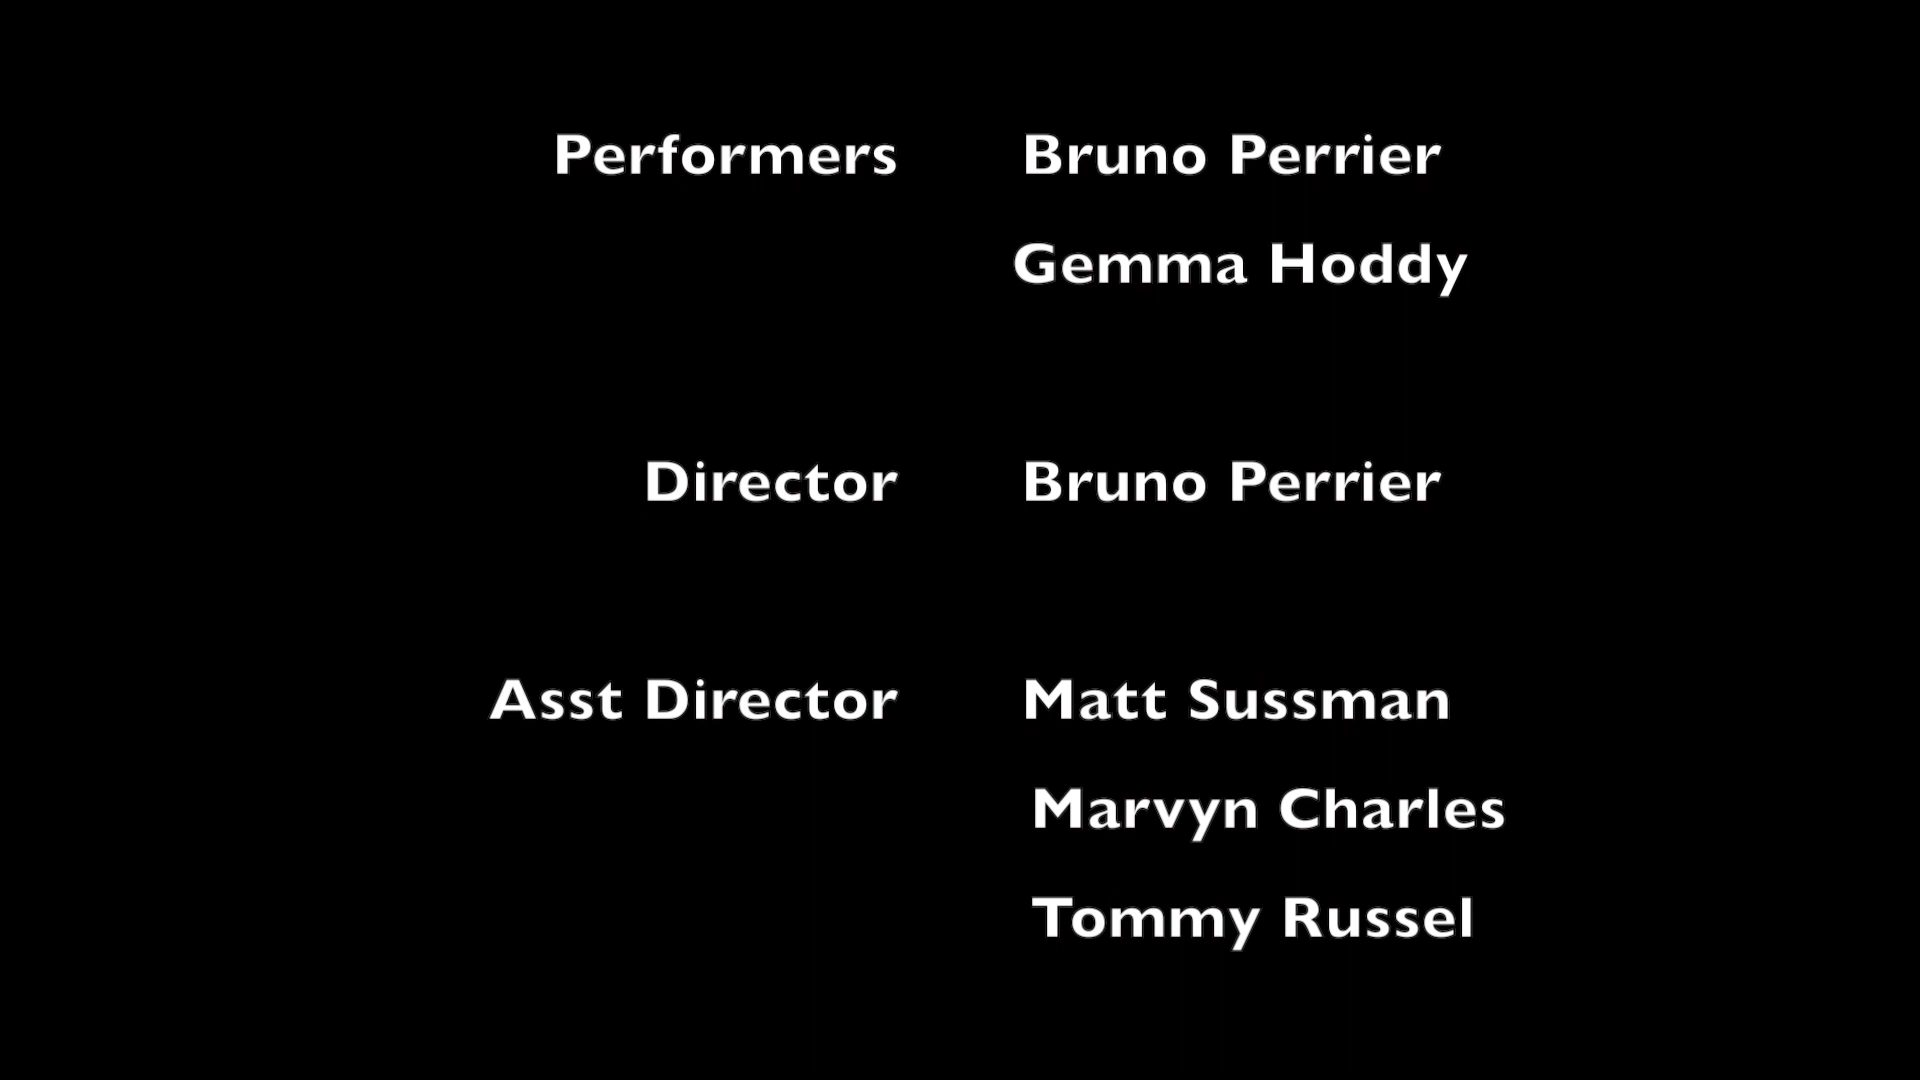 Performers Bruno Perrier
Gemma Hoddy
Director Bruno Perrier
Asst Director Matt Sussman
Marvyn Charles
Tommy Russel